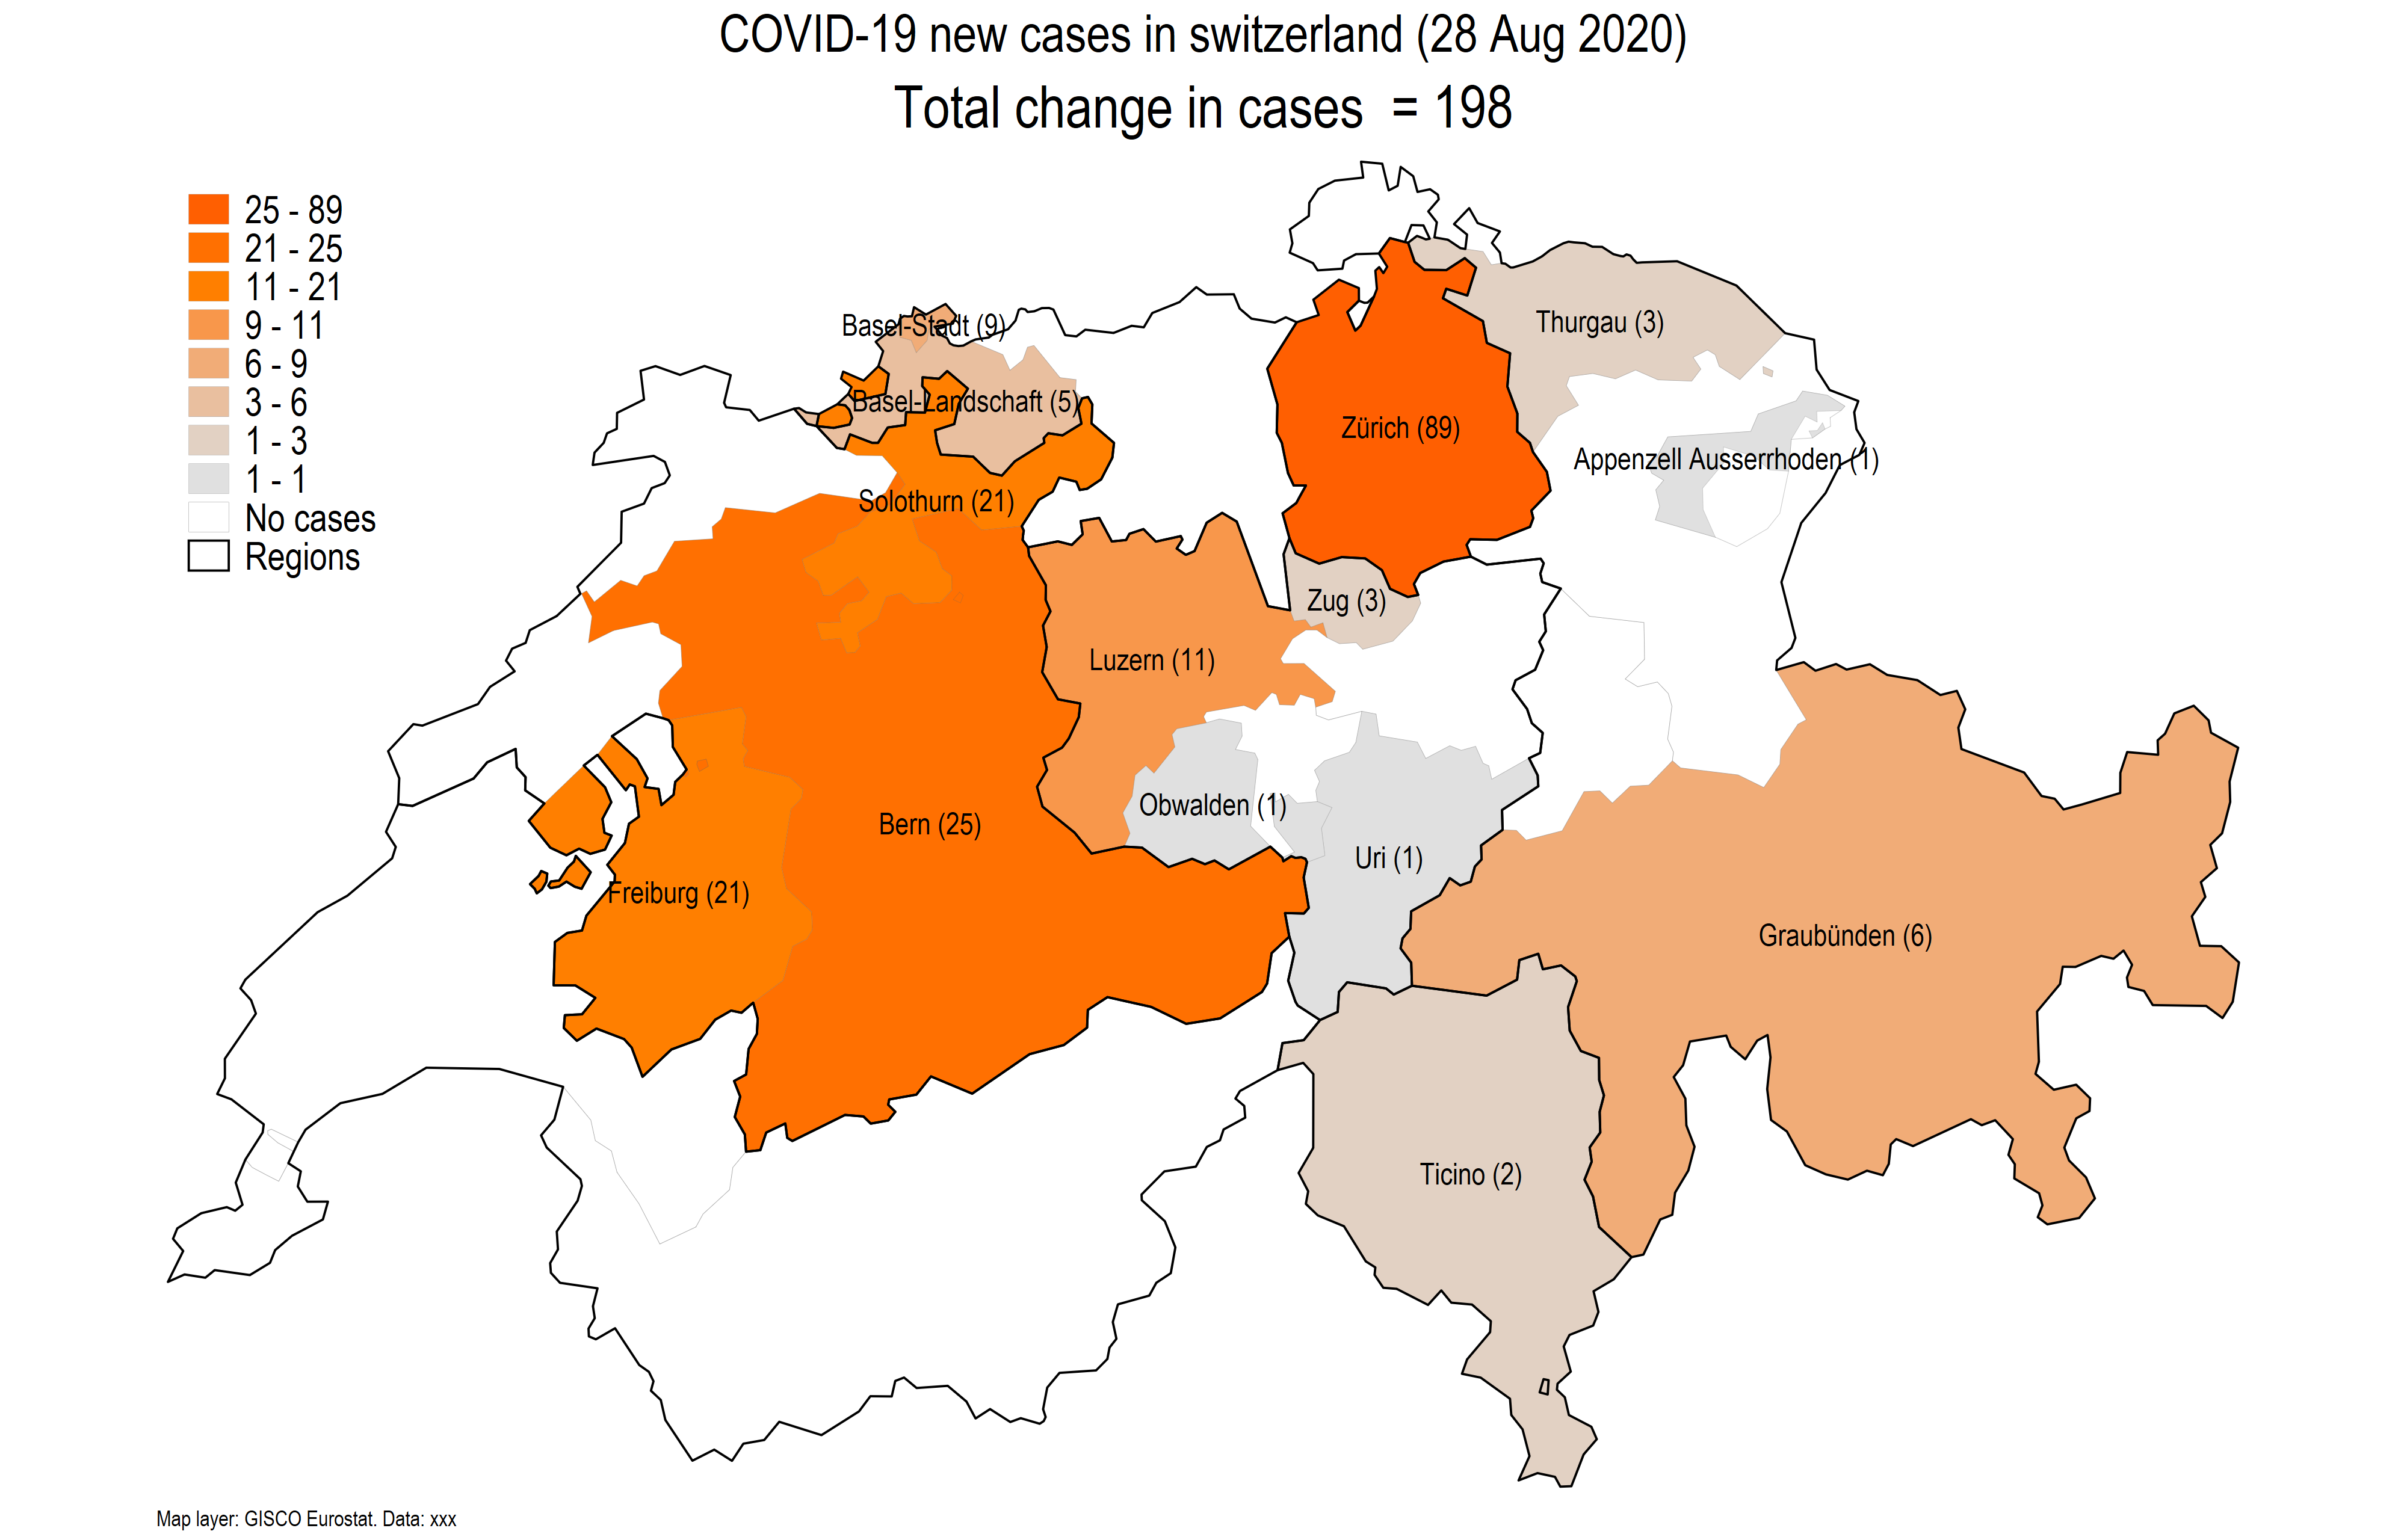 COVID-19 new cases in switzerland (28 Aug 2020)
Total change in cases  = 198
25 - 89
21 - 25
11 - 21
9 - 11
6 - 9
3 - 6
1 - 3
1 - 1
No cases
Regions
Basel-Stadt (9)
Thurgau (3)
Basel-Landschaft (5)
Zürich (89)
Appenzell Ausserrhoden (1)
Solothurn (21)
Zug (3)
Luzern (11)
Obwalden (1)
Bern (25)
Uri (1)
Freiburg (21)
Graubünden (6)
Ticino (2)
Map layer: GISCO Eurostat. Data: xxx